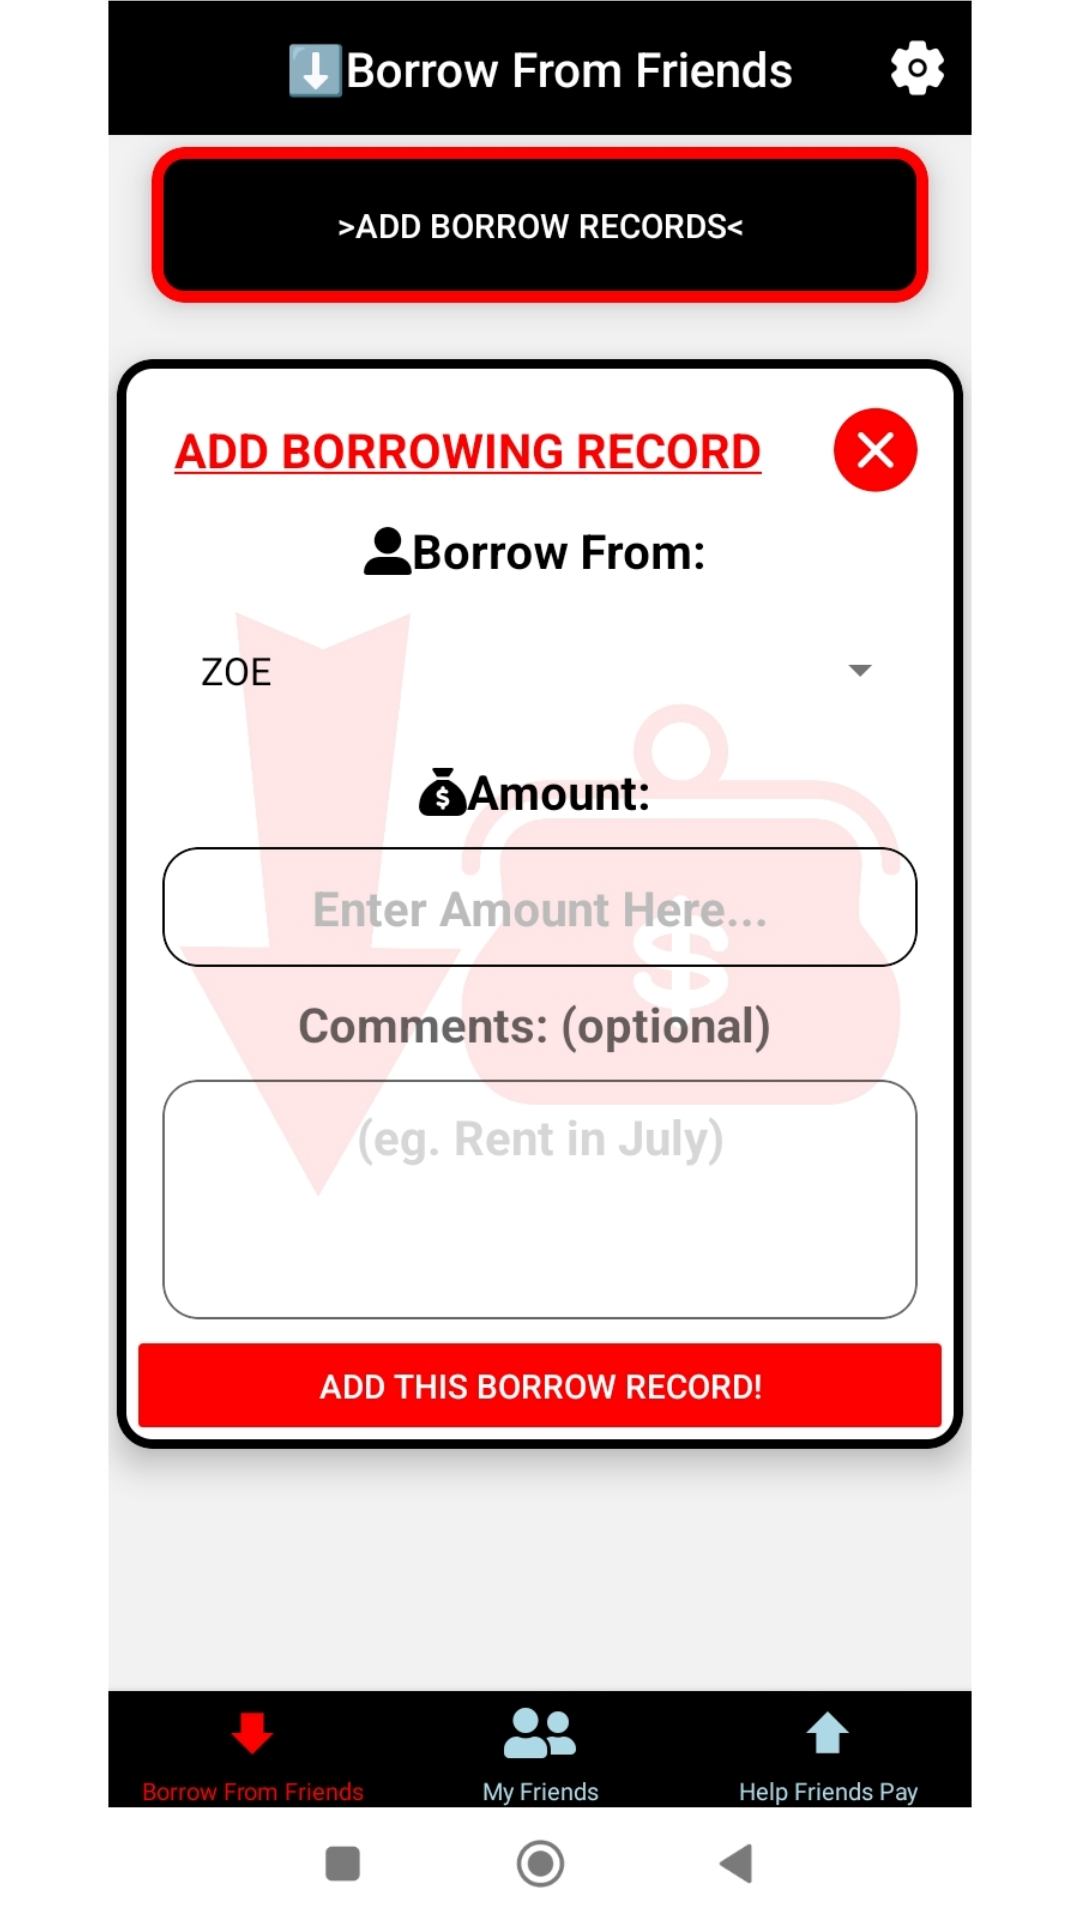 ⬇️Borrow From Friends
>ADD BORROW RECORDS<
ADD BORROWING RECORD
Borrow From:
ZOE
Amount:
Enter Amount Here...
Comments: (optional)
(eg. Rent in July)
ADD THIS BORROW RECORD!
Borrow From Friends
My Friends
Help Friends Pay